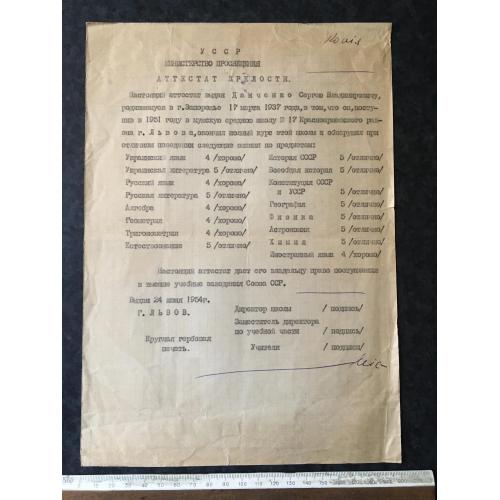 Копія
У С С Р
МИНИСТЕРСТВО ПРОСВЕЩЕНИЯ
АТТЕСТАТ ЗРЕЛОСТИ.
Настоящий аттестат выдан Данченко Сергею Владимировичу,
родившемуся в г.Запорожье 17 марта 1937 года,в том,что он,посту-
пив в 1951 году в мужскую среднюю школу № 17 Красноармейского рай-
она г. Львова,окончил полный курс этой школы и обнаружил при
отличном поведении следующие знания по предметам:
Украинский язык 4 /хорошо/ История СССР 5 /отлично/
Украинская литература 5 /отлично/ Всеобщая история 5 /отлично/
Русский язык 4 /хорошо/ Конституция СССР
и УССР 5 /отлично/
Русская литература 5 /отлично/
География 5 /отлично/
Алгебра 4 /хорошо/
Физика 5 /отлично/
Геометрия 4 /хорошо/
Астрономия 5 /отлично/
Тригонометрия 4 /хорошо/
Химия 5 /отлично/
Естествознание 5 /отлично/
Иностранный язык 4 /хорошо/
Настоящий аттестат дает его владельцу право поступления
в высшие учебные заведения Союза ССР.
Выдан 24 июня 1954г.
Г. ЛЬВОВ.
Директор школы /подпись/
Заместитель директора
по учебной части /подпись/
Круглая гербовая
печать.
Учителя /подписи/